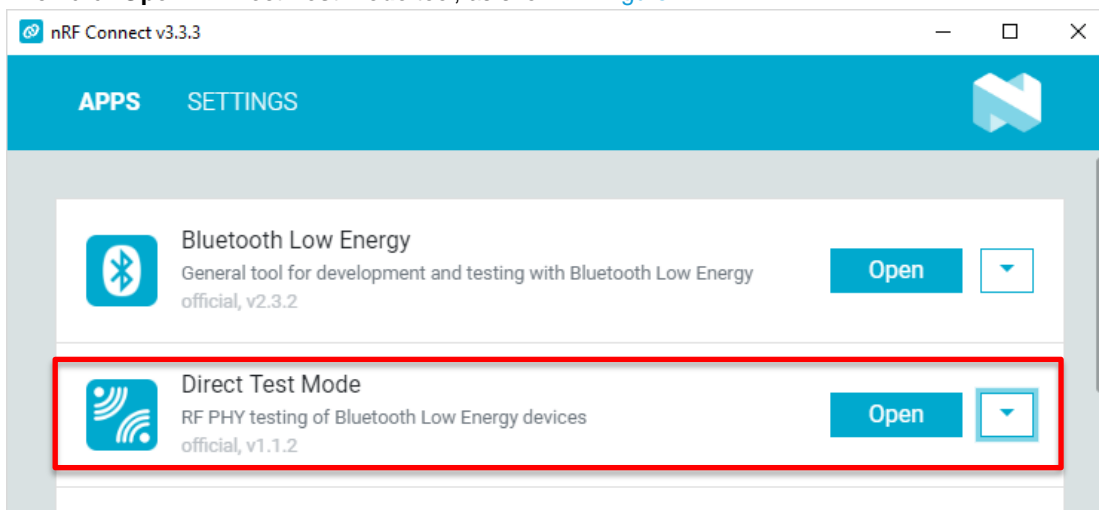 nRF Connect v3.3.3
APPS SETTINGS
Bluetooth Low Energy
General tool for development and testing with Bluetooth Low Energy
official, v2.3.2
Open
Direct Test Mode
RF PHY testing of Bluetooth Low Energy devices
official, v1.1.2
Open